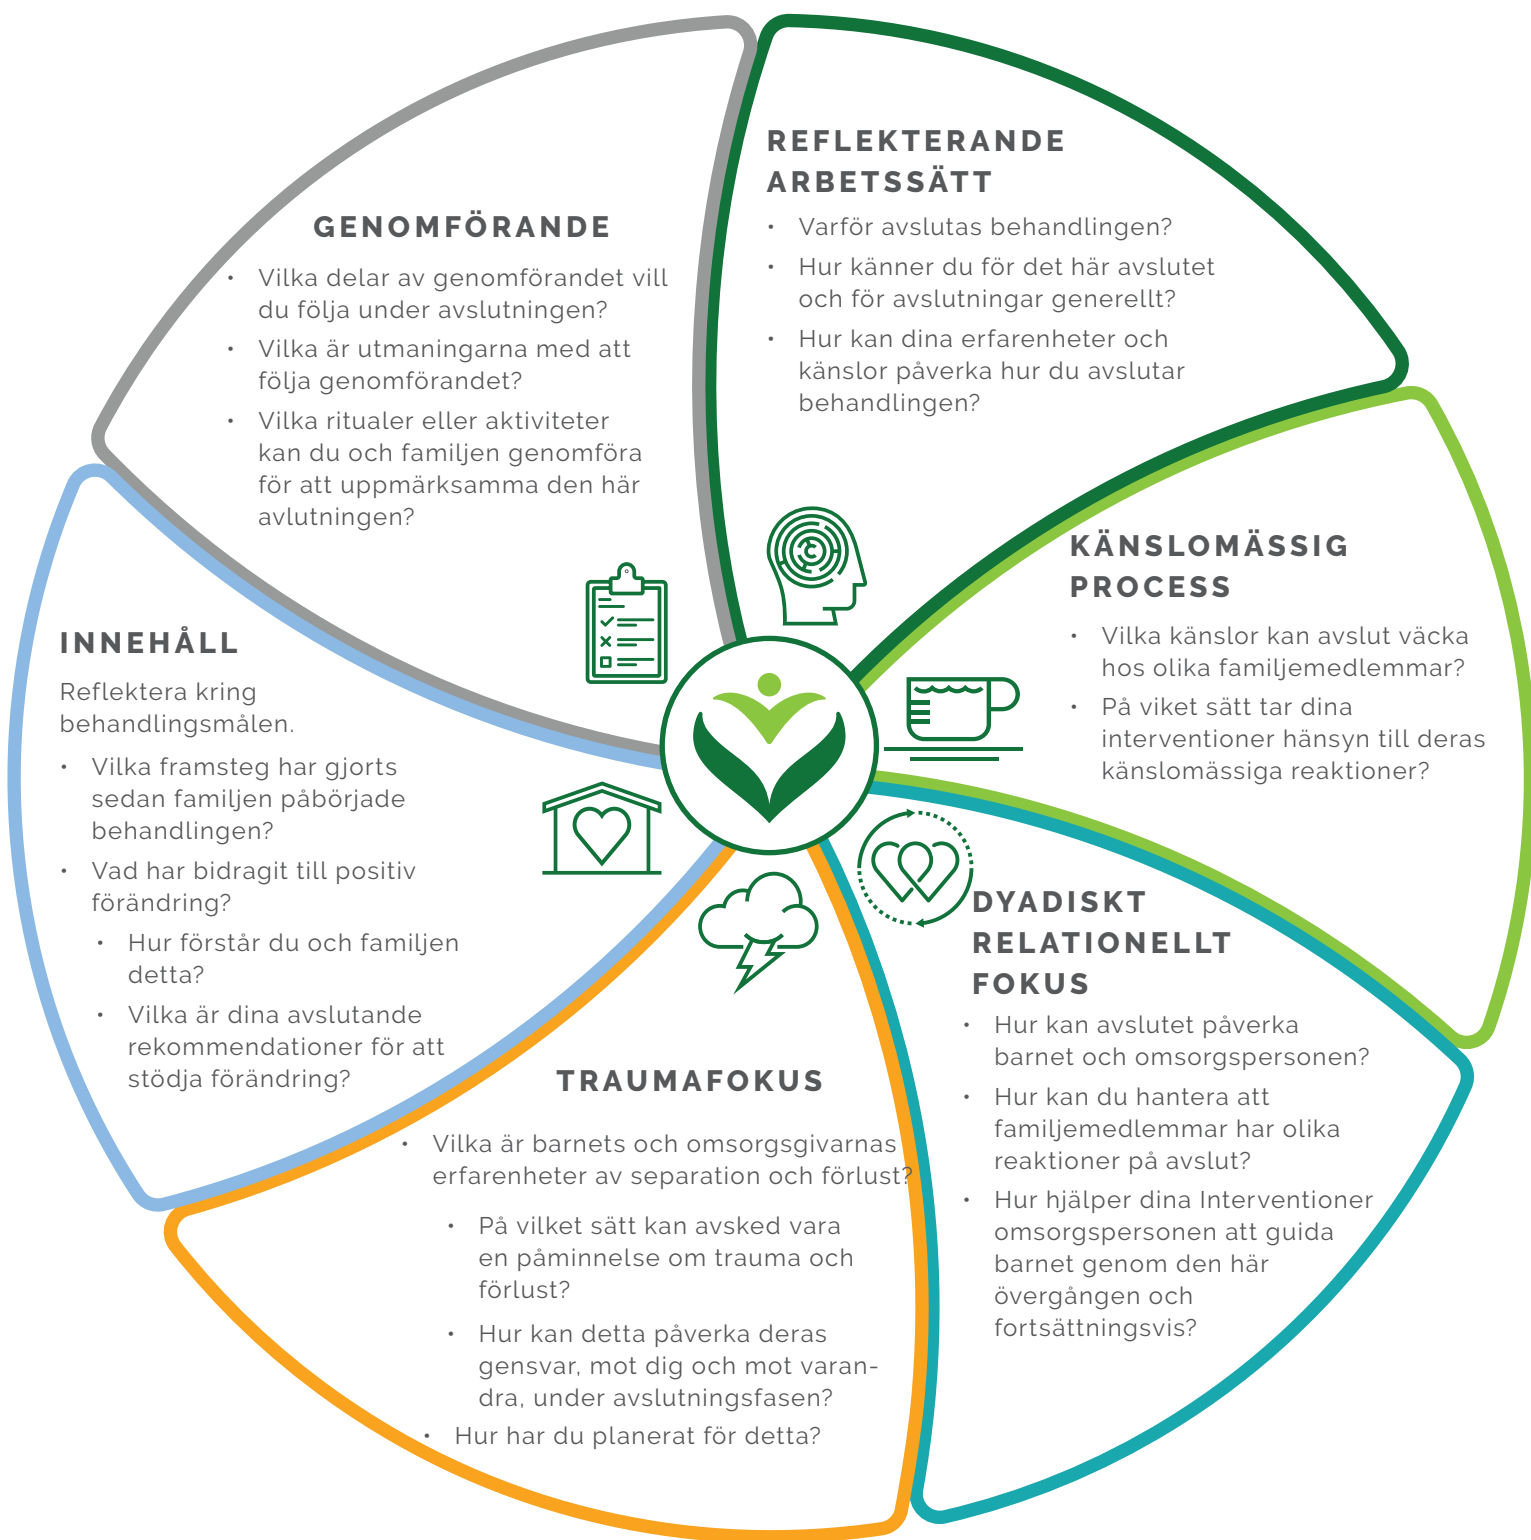 REFLEKTERANDE
ARBETSSÄTT
• Varför avslutas behandlingen?
• Hur känner du för det här avslutet
och för avslutningar generellt?
• Hur kan dina erfarenheter och
känslor påverka hur du avslutar
behandlingen?
KÄNSLOMÄSSIG
PROCESS
• Vilka känslor kan avslut väcka
hos olika familjemedlemmar?
• På viket sätt tar dina
interventioner hänsyn till deras
känslomässiga reaktioner?
DYADISKT
RELATIONELLT
FOKUS
• Hur kan avslutet påverka
barnet och omsorgspersonen?
• Hur kan du hantera att
familjemedlemmar har olika
reaktioner på avslut?
• Hur hjälper dina Interventioner
omsorgspersonen att guida
barnet genom den här
övergången och
fortsättningsvis?
TRAUMAFOKUS
• Vilka är barnets och omsorgsgivarnas
erfarenheter av separation och förlust?
• På vilket sätt kan avsked vara
en påminnelse om trauma och
förlust?
• Hur kan detta påverka deras
gensvar, mot dig och mot varan-
dra, under avslutningsfasen?
• Hur har du planerat för detta?
INNEHÅLL
Reflektera kring
behandlingsmålen.
• Vilka framsteg har gjorts
sedan familjen påbörjade
behandlingen?
• Vad har bidragit till positiv
förändring?
• Hur förstår du och familjen
detta?
• Vilka är dina avslutande
rekommendationer för att
stödja förändring?
GENOMFÖRANDE
• Vilka delar av genomförandet vill
du följa under avslutningen?
• Vilka är utmaningarna med att
följa genomförandet?
• Vilka ritualer eller aktiviteter
kan du och familjen genomföra
för att uppmärksamma den här
avlutningen?